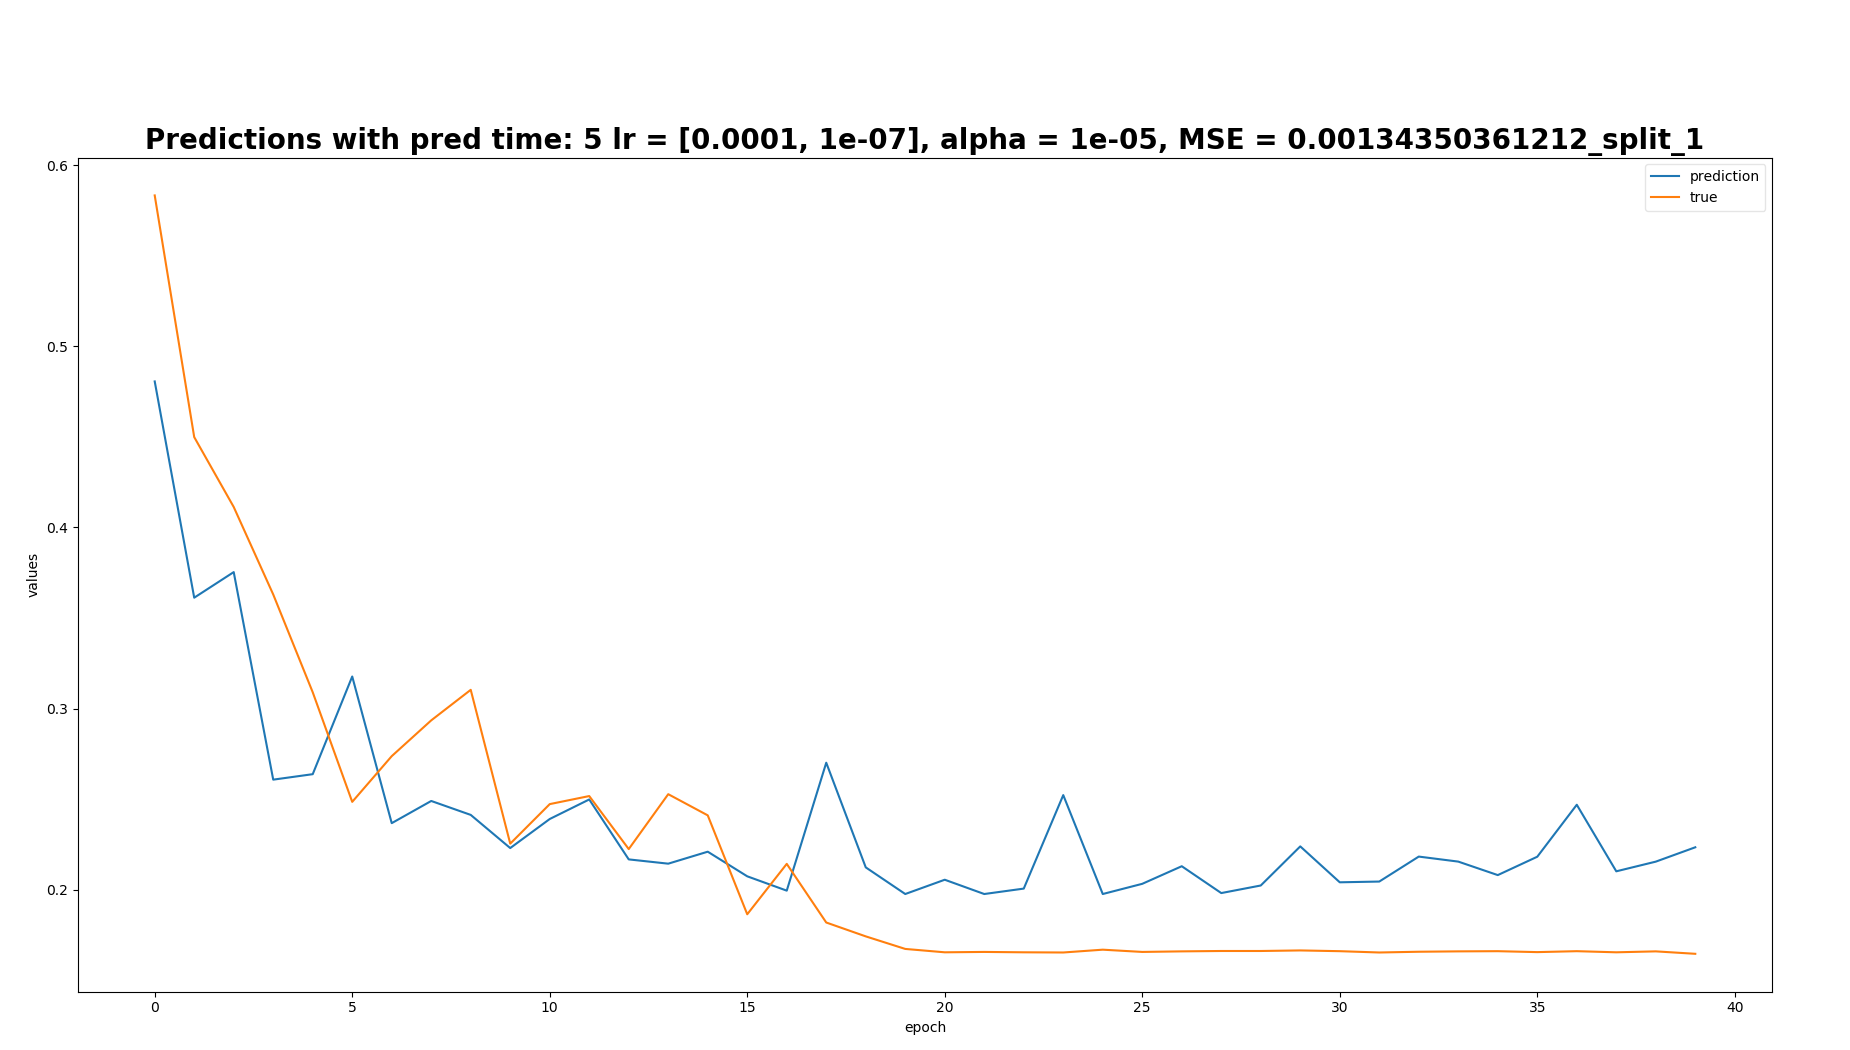 Predictions with pred time: 5 lr = [0.0001, 1e-07], alpha = 1e-05, MSE = 0.00134350361212_split_1
prediction
true
values
0.6
0.5
0.4
0.3
0.2
0 5 10 15 20 25 30 35 40
epoch